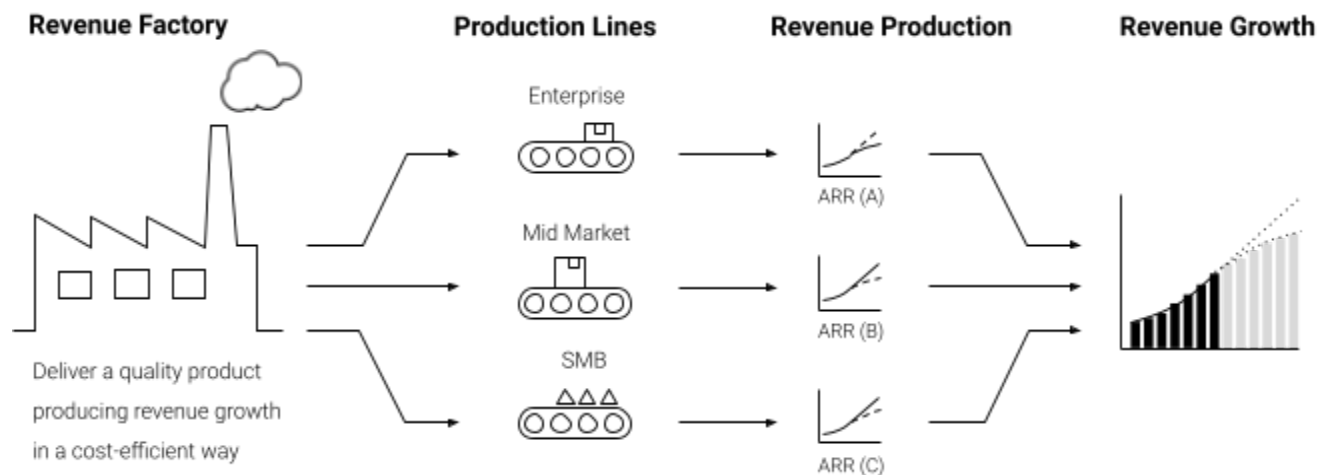 Revenue Factory
Production Lines
Revenue Production
Revenue Growth
Enterprise
ARR (A)
Mid Market
ARR (B)
SMB
ARR (C)
Deliver a quality product
producing revenue growth
in a cost-efficient way